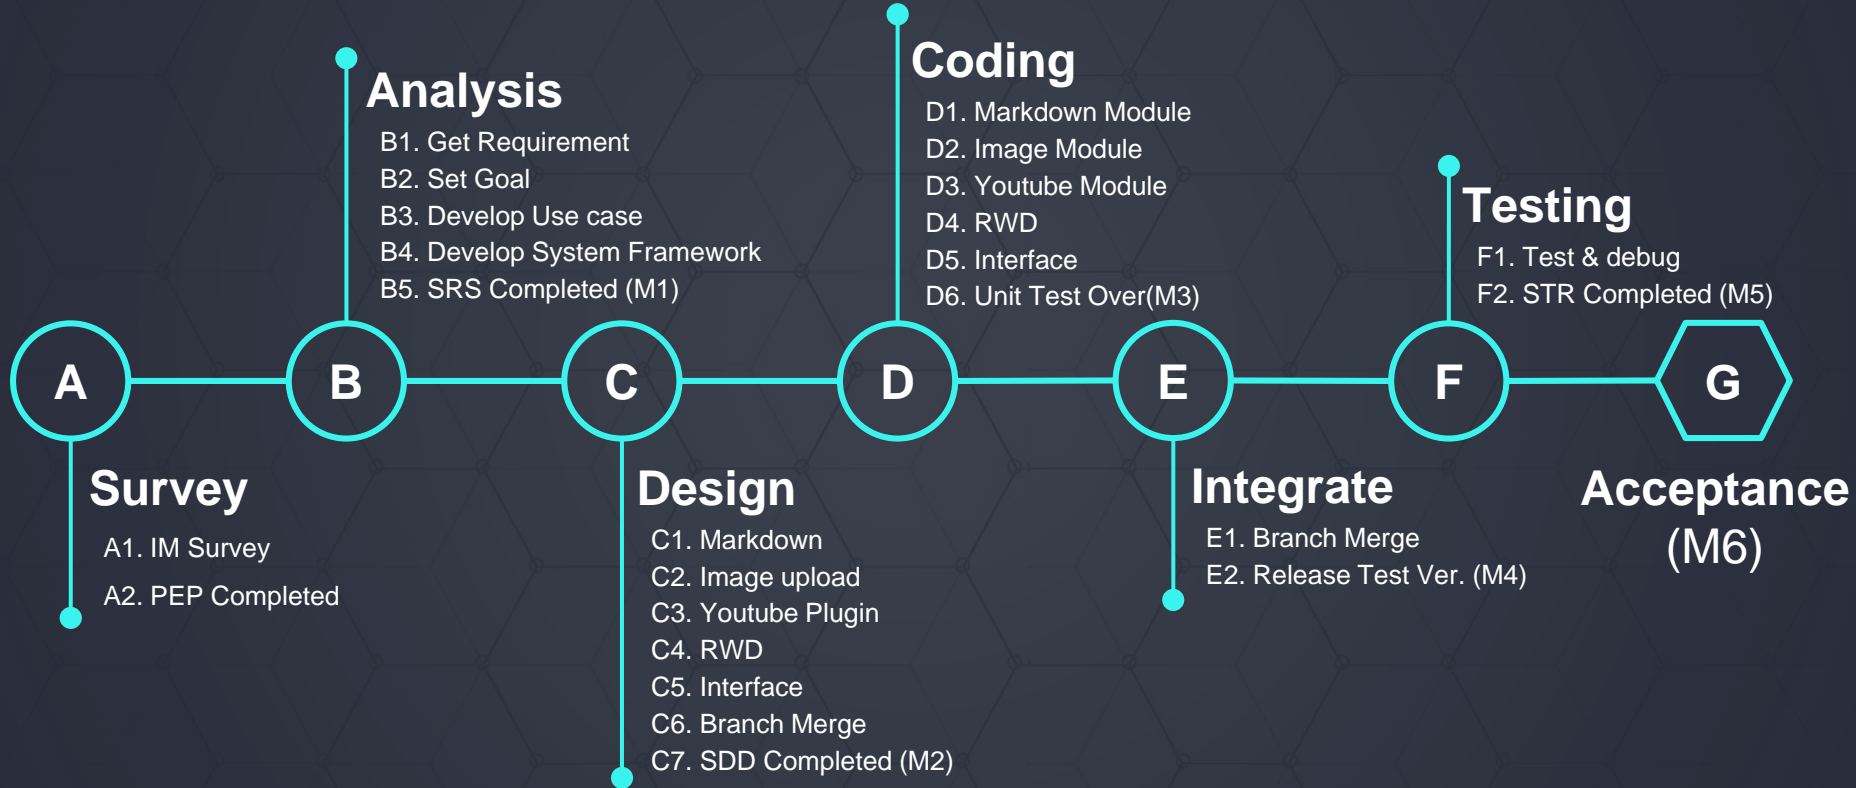 Analysis
B1. Get Requirement
B2. Set Goal
B3. Develop Use case
B4. Develop System Framework
B5. SRS Completed (M1)
Coding
D1. Markdown Module
D2. Image Module
D3. Youtube Module
D4. RWD
D5. Interface
D6. Unit Test Over(M3)
Testing
F1. Test & debug
F2. STR Completed (M5)
A
B
C
D
E
F
G
Survey
A1. IM Survey
A2. PEP Completed
Design
C1. Markdown
C2. Image upload
C3. Youtube Plugin
C4. RWD
C5. Interface
C6. Branch Merge
C7. SDD Completed (M2)
Integrate
E1. Branch Merge
E2. Release Test Ver. (M4)
Acceptance
(M6)